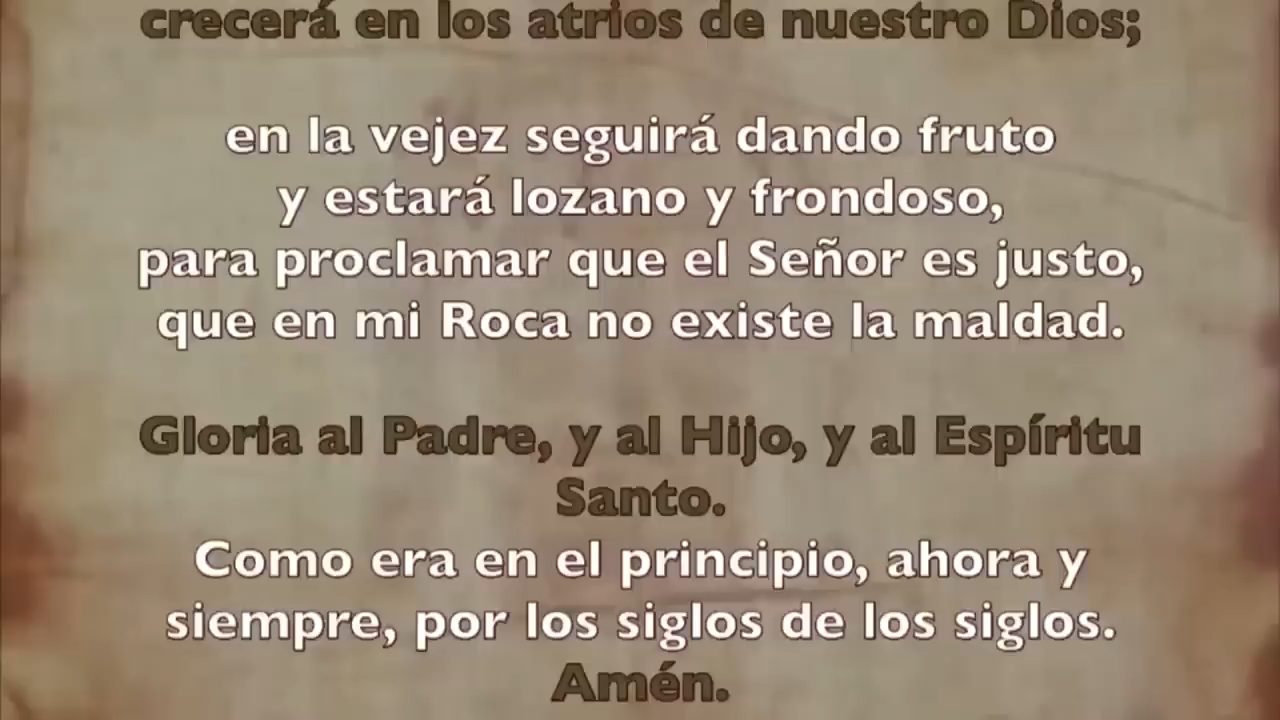 crecerá en los atrios de nuestro Dios;
en la vejez seguirá dando fruto
y estará lozano y frondoso,
para proclamar que el Señor es justo,
que en mi Roca no existe la maldad.
Gloria al Padre, y al Hijo, y al Espíritu
Santo.
Como era en el principio, ahora y
siempre, por los siglos de los siglos.
Amén.